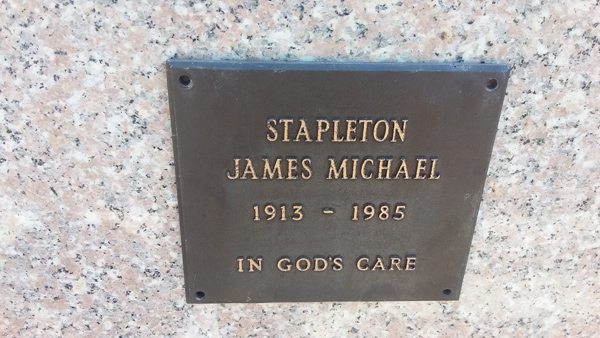 STAPLETON
JAMES MICHAEL
1913 - 1985
IN GOD'S CARE